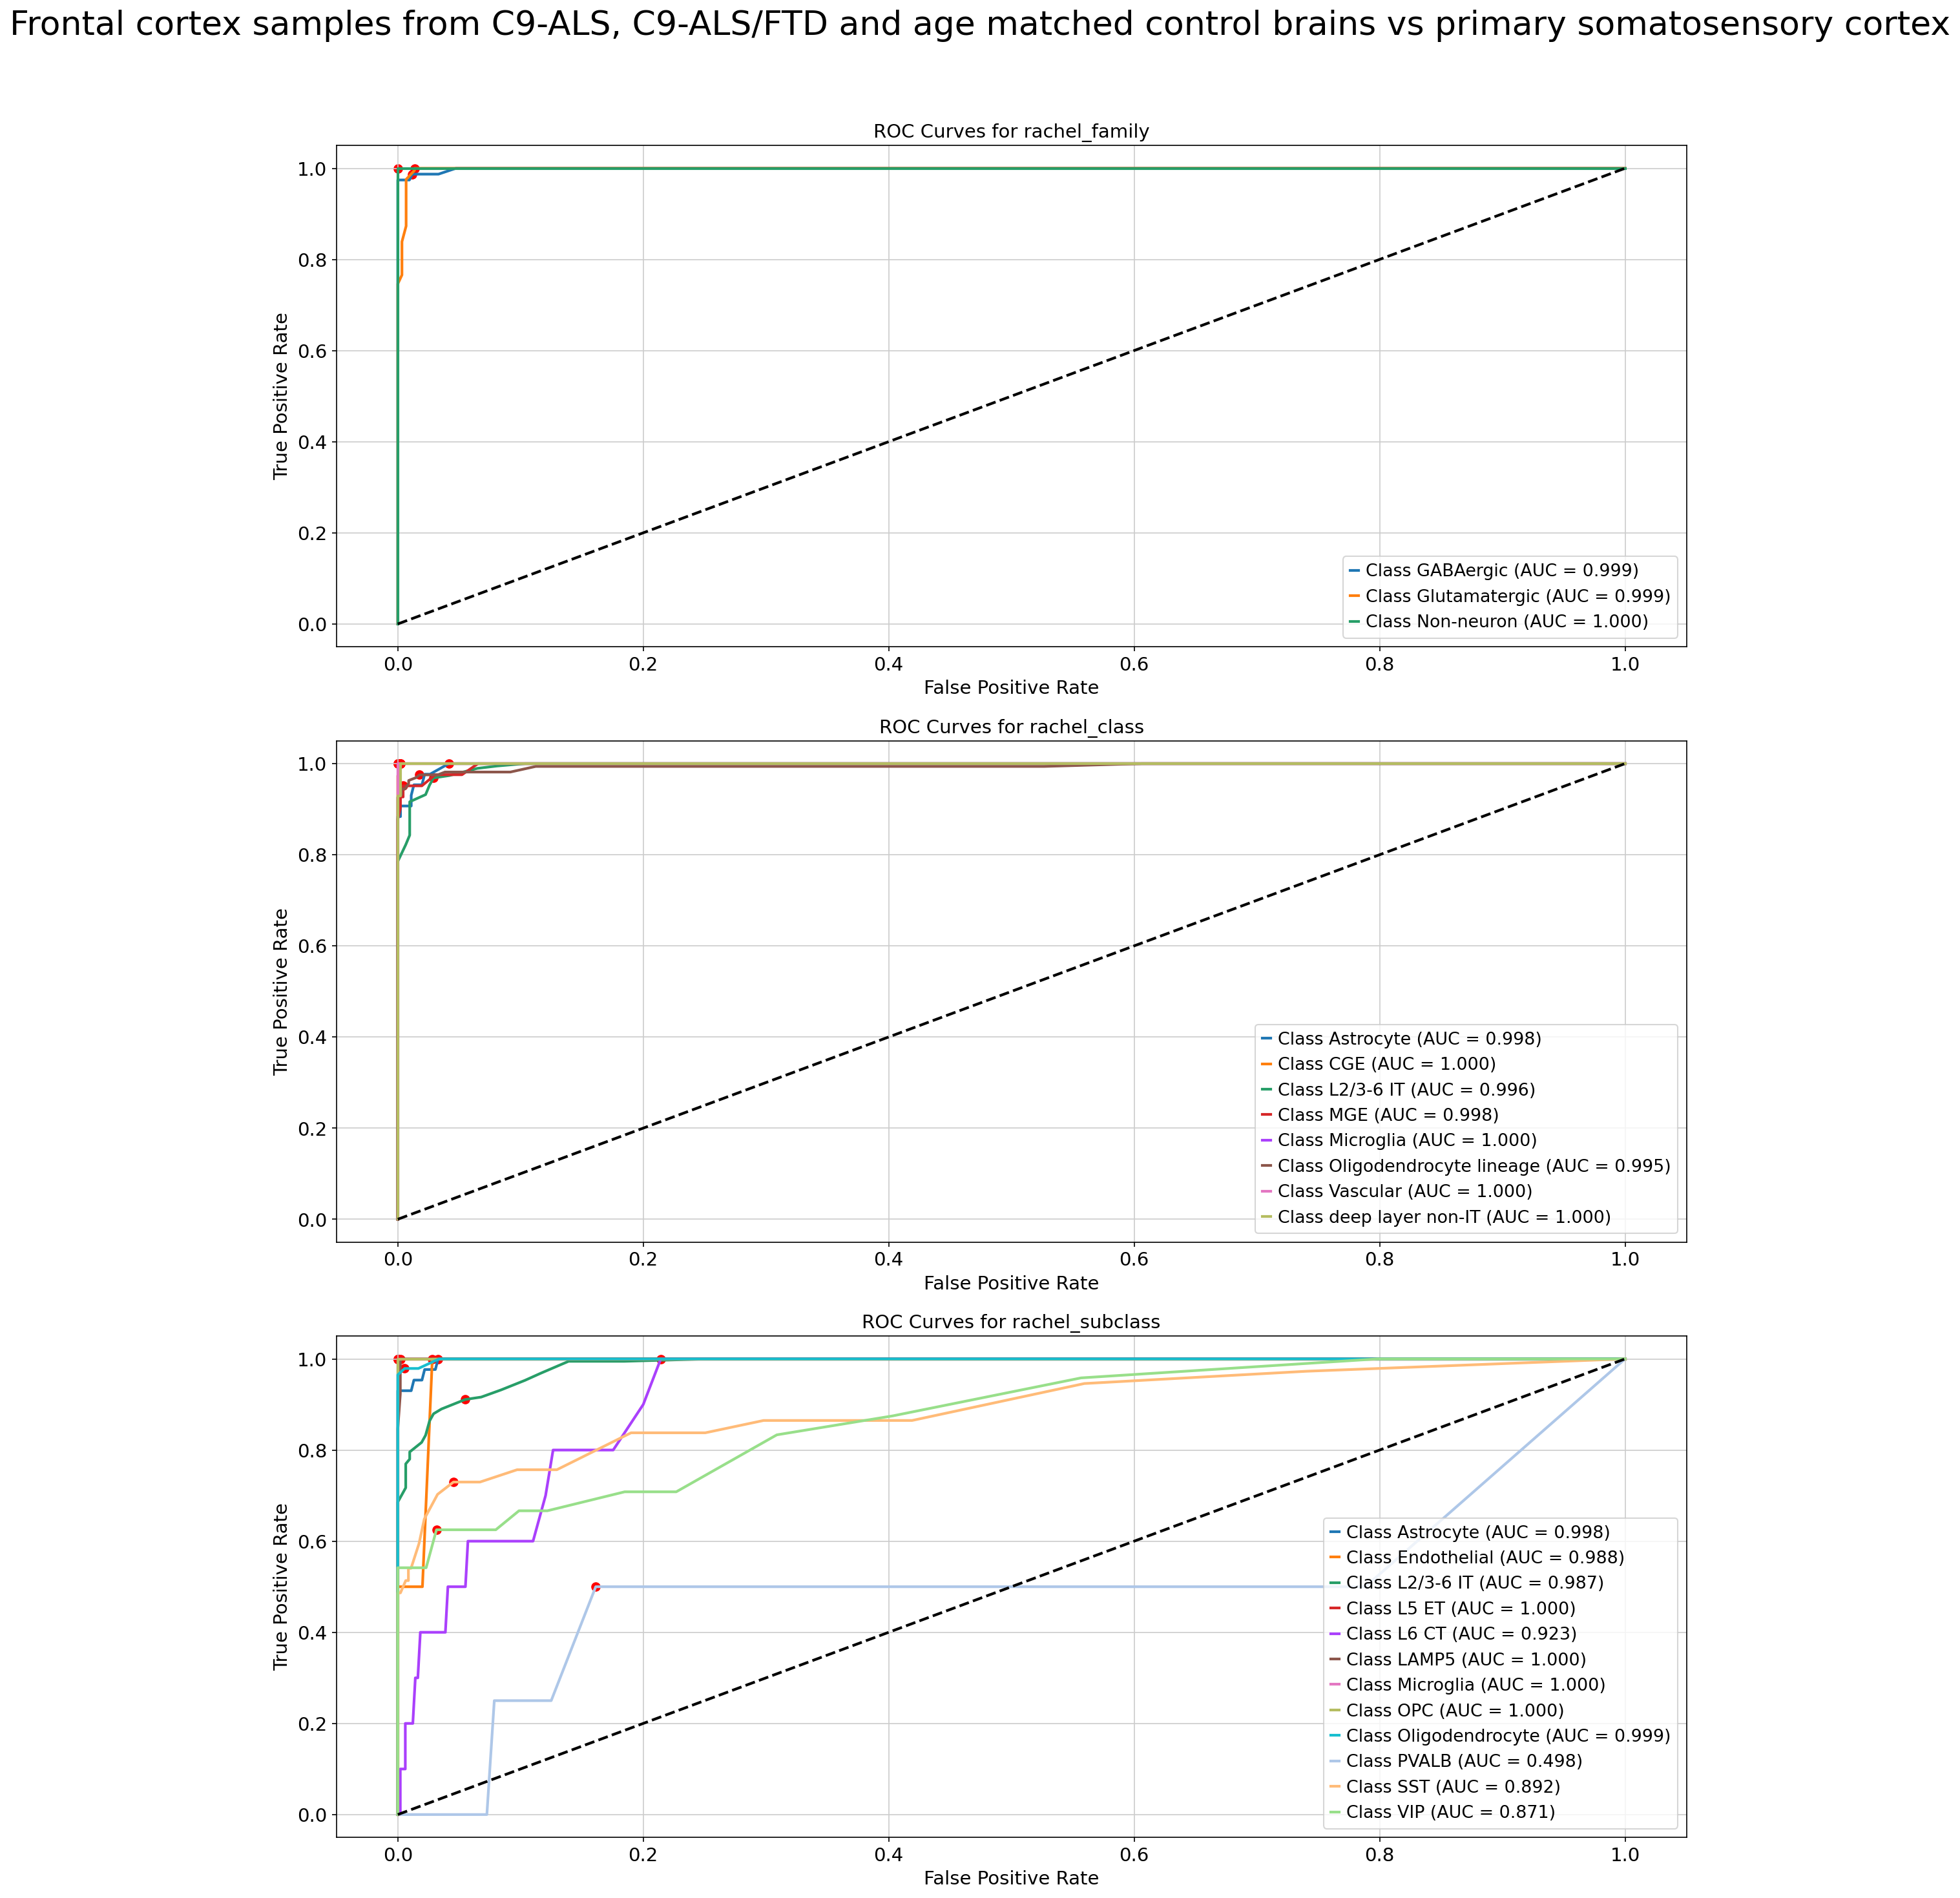 Frontal cortex samples from C9-ALS, C9-ALS/FTD and age matched control brains vs primary somatosensory cortex
ROC Curves for rachel_family
True Positive Rate
1.0
0.8
0.6
0.4
0.2
0.0
Class GABAergic (AUC = 0.999)
Class Glutamatergic (AUC = 0.999)
Class Non-neuron (AUC = 1.000)
0.0 0.2 0.4 0.6 0.8 1.0
False Positive Rate
ROC Curves for rachel_class
True Positive Rate
1.0
0.8
0.6
0.4
0.2
0.0
Class Astrocyte (AUC = 0.998)
Class CGE (AUC = 1.000)
Class L2/3-6 IT (AUC = 0.996)
Class MGE (AUC = 0.998)
Class Microglia (AUC = 1.000)
Class Oligodendrocyte lineage (AUC = 0.995)
Class Vascular (AUC = 1.000)
Class deep layer non-IT (AUC = 1.000)
0.0 0.2 0.4 0.6 0.8 1.0
False Positive Rate
ROC Curves for rachel_subclass
True Positive Rate
1.0
0.8
0.6
0.4
0.2
0.0
Class Astrocyte (AUC = 0.998)
Class Endothelial (AUC = 0.988)
Class L2/3-6 IT (AUC = 0.987)
Class L5 ET (AUC = 1.000)
Class L6 CT (AUC = 0.923)
Class LAMP5 (AUC = 1.000)
Class Microglia (AUC = 1.000)
Class OPC (AUC = 1.000)
Class Oligodendrocyte (AUC = 0.999)
Class PVALB (AUC = 0.498)
Class SST (AUC = 0.892)
Class VIP (AUC = 0.871)
0.0 0.2 0.4 0.6 0.8 1.0
False Positive Rate